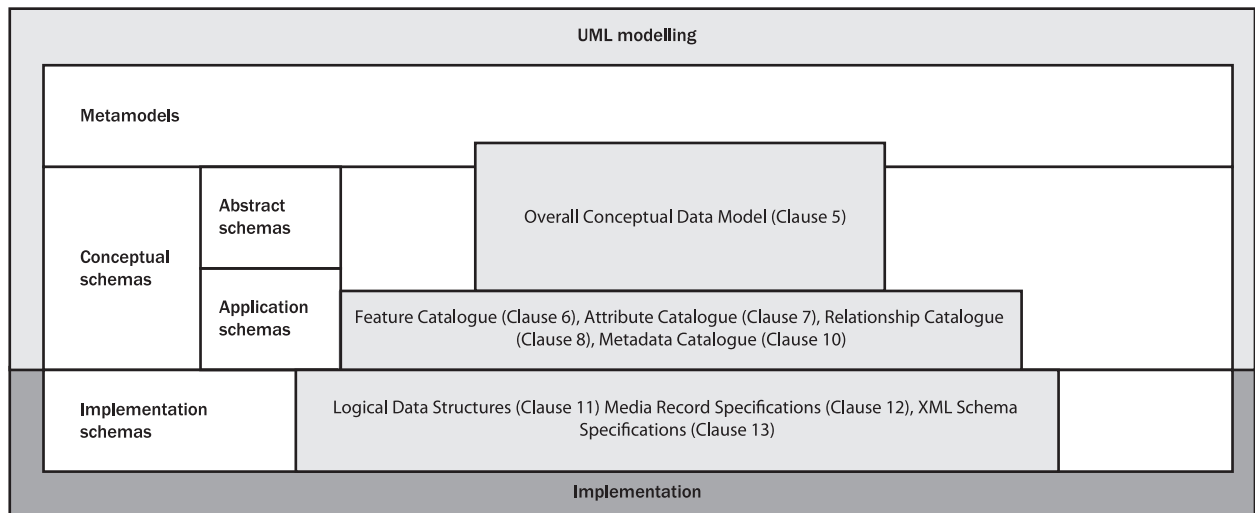 UML modelling
Metamodels
Abstract
schemas
Overall Conceptual Data Model (Clause 5)
Conceptual
schemas
Application
schemas
Feature Catalogue (Clause 6), Attribute Catalogue (Clause 7), Relationship Catalogue
(Clause 8), Metadata Catalogue (Clause 10)
Implementation
schemas
Logical Data Structures (Clause 11) Media Record Specifications (Clause 12), XML Schema
Specifications (Clause 13)
Implementation